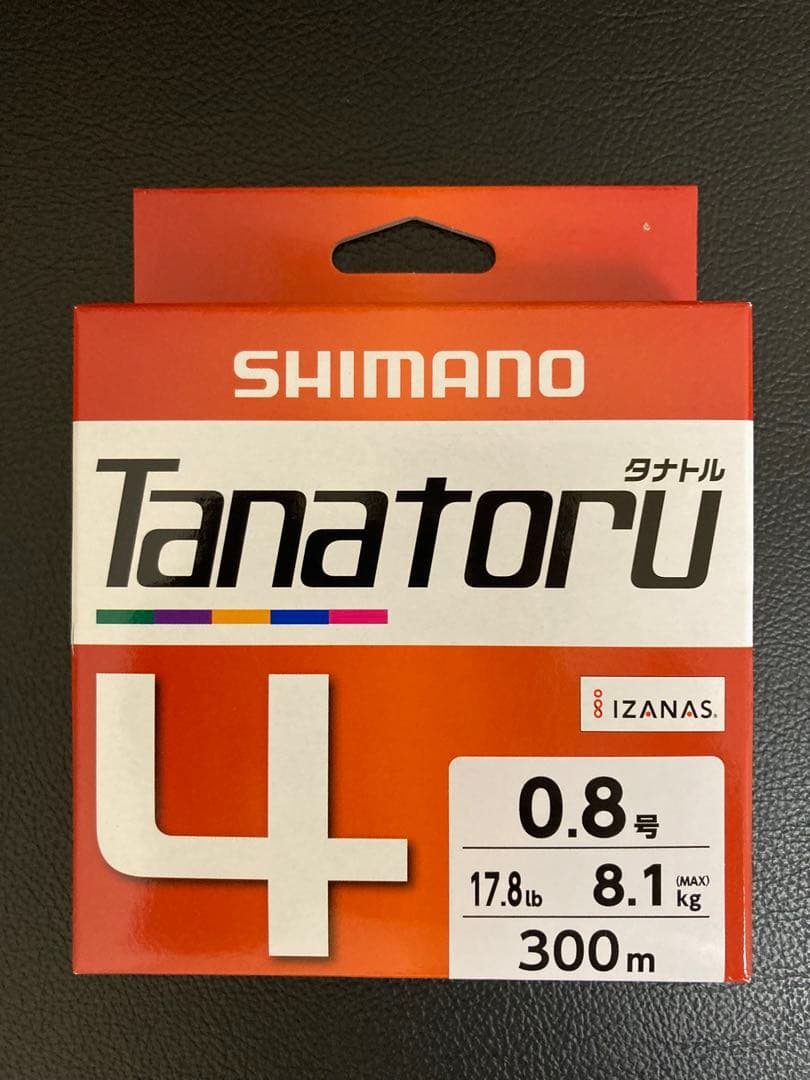 SHIMANO
タナトル
Tanatoru
4
IZANAS®
0.8号
17.8lb 8.1(MAX)kg
300m